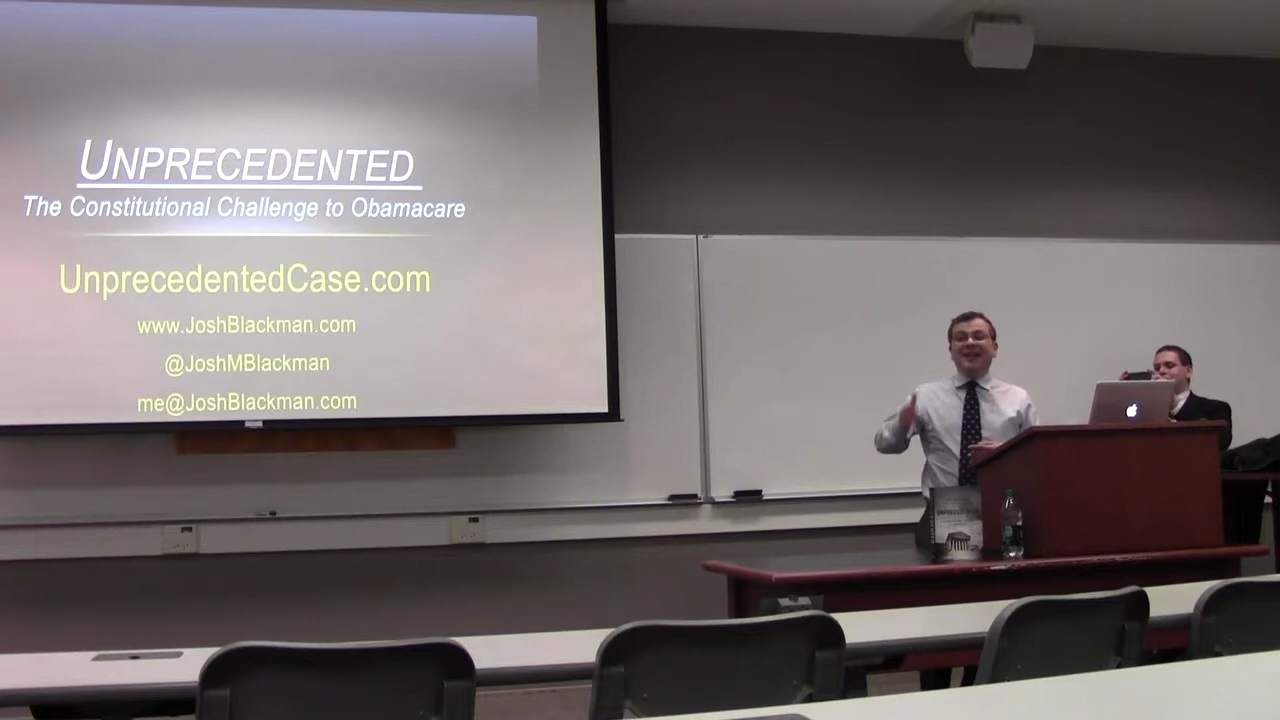 UNPRECEDENTED
The Constitutional Challenge to Obamacare
UnprecedentedCase.com
www.JoshBlackman.com
@JoshMBlackman
me@JoshBlackman.com